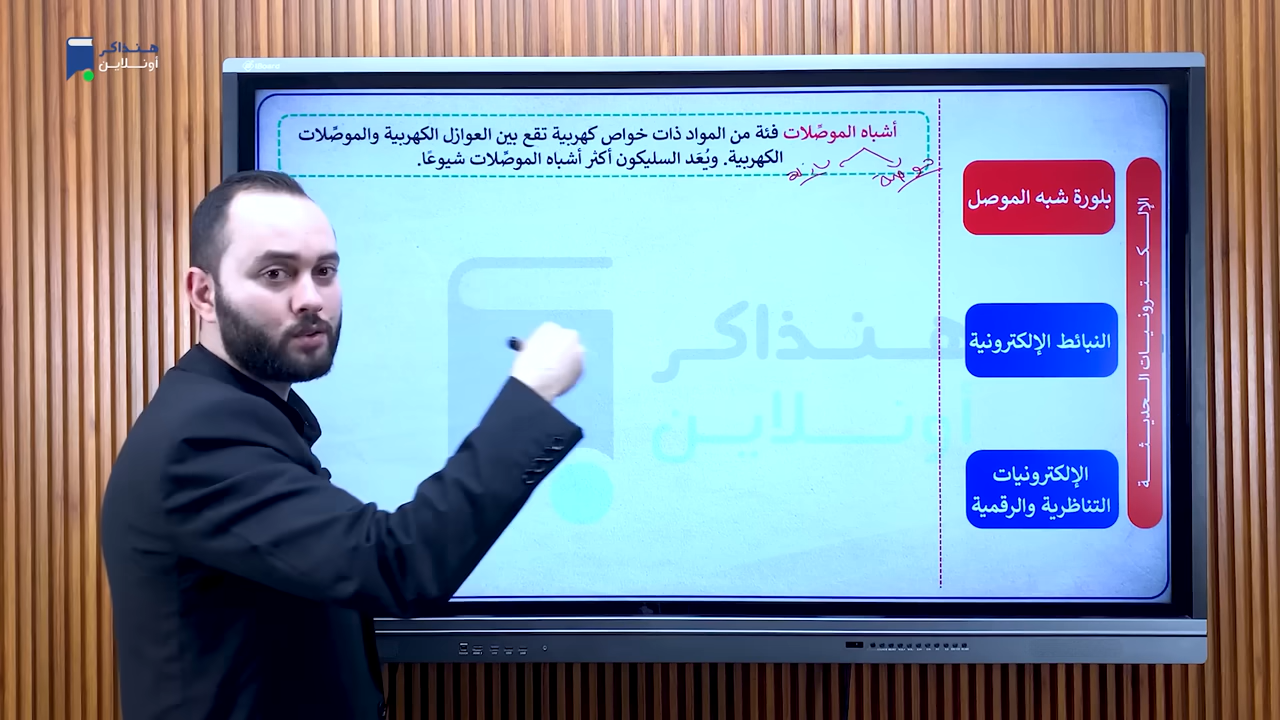 هنذاكر
أونلاين
أشباه الموصّلات فئة من المواد ذات خواص كهربية تقع بين العوازل الكهربية والموصّلات
الكهربية. ويُعَد السليكون أكثر أشباه الموصّلات شيوعًا.
بلورة شبه الموصل
النبائط الإلكترونية
الإلكترونيات
التناظرية والرقمية
الإلكترونيات الحديثة
هنذاكر
أونلاين